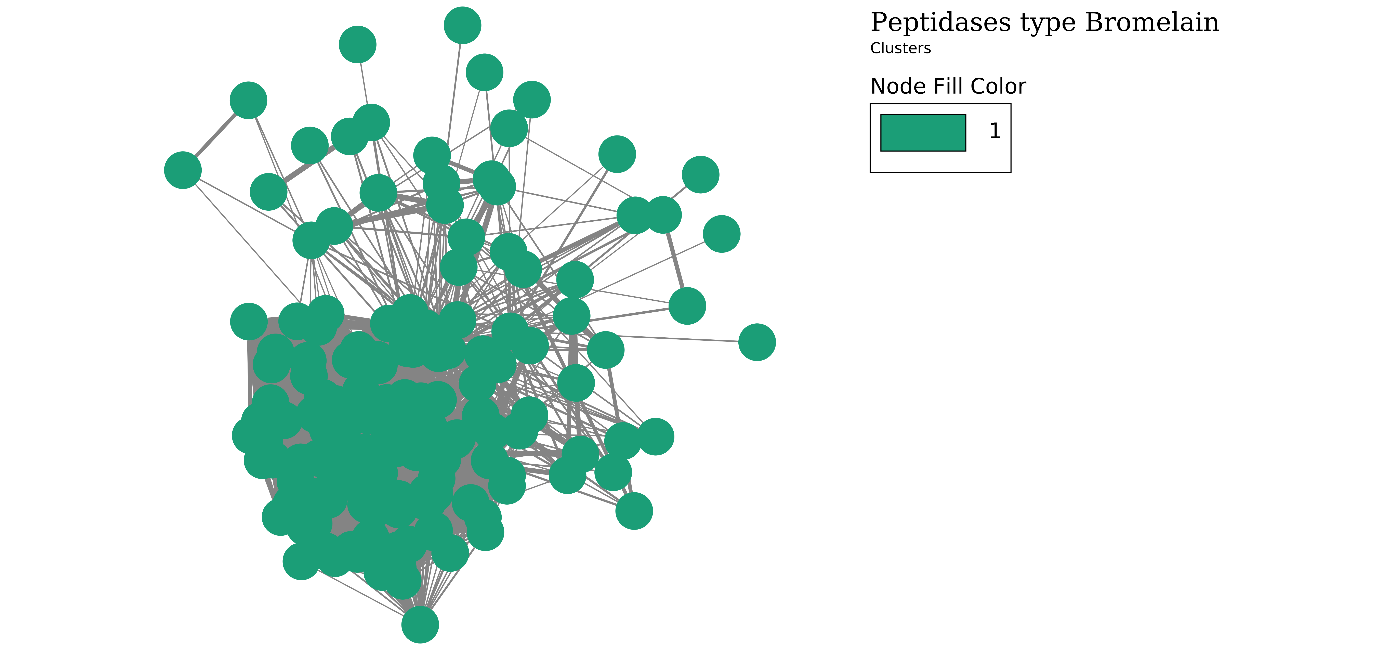 Peptidases type Bromelain
Clusters
Node Fill Color
1